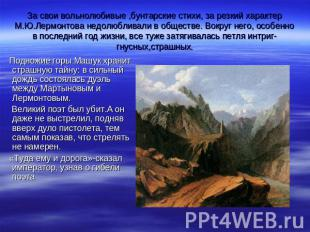 За свои вольнолюбивые ,бунтарские стихи, за резкий характер
М.Ю.Лермонтова недолюбливали в обществе. Вокруг него, особенно
в последний год жизни, все туже затягивалась петля интриг-
гнусных,страшных.
Подножие горы Машук хранит
страшную тайну: в сильный
дождь состоялась дуэль
между Мартыновым и
Лермонтовым.
Великий поэт был убит.А он
даже не выстрелил, подняв
вверх дуло пистолета, тем
самым показав, что стрелять
не намерен.
«Туда ему и дорога»-сказал
император, узнав о гибели
поэта
PPt4WEB.ru